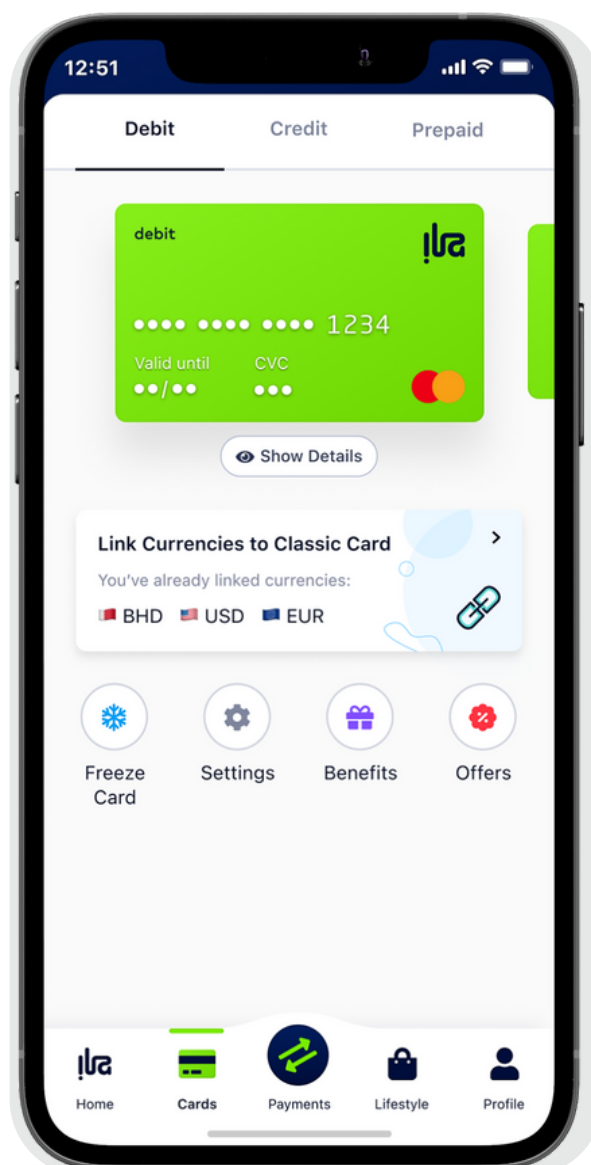 12:51
Debit Credit Prepaid
debit ila
•••• •••• •••• 1234
Valid until CVC
••/•• •••
Show Details
Link Currencies to Classic Card
You've already linked currencies:
BHD USD EUR
Freeze Card Settings Benefits Offers
ila
Home Cards Payments Lifestyle Profile